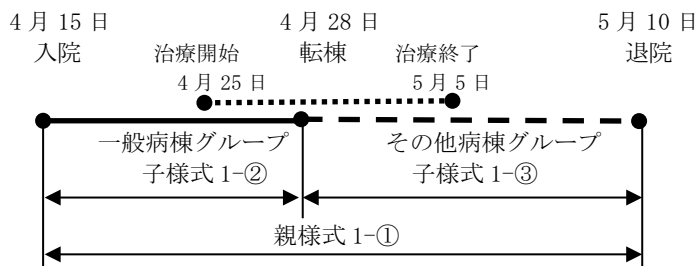 4 月 15 日 4 月 28 日 5 月 10 日
入院 治療開始 転棟 治療終了 退院
4 月 25 日 5 月 5 日
一般病棟グループ その他病棟グループ
子様式 1-② 子様式 1-③
親様式 1-①